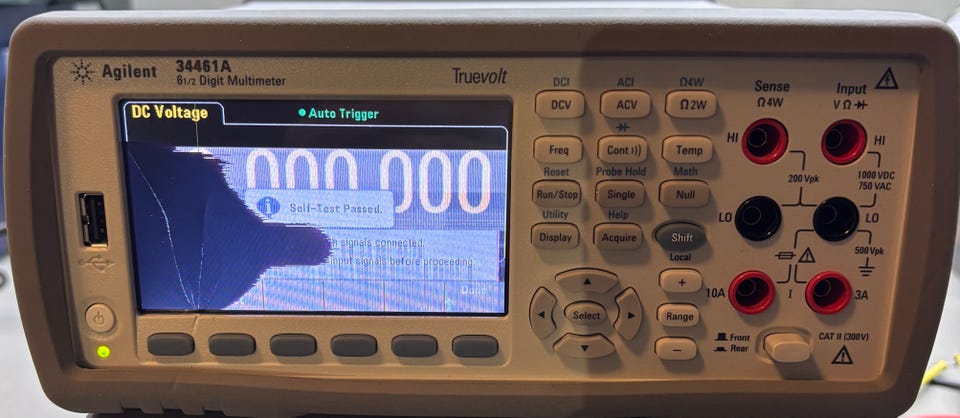 Agilent
34461A
6 1/2 Digit Multimeter
Truevolt
DC Voltage
Auto Trigger
000.000
Self-Test Passed.
signals connected.
input signals before proceeding.
Done
DCI
ACI
Ω4W
DCV
ACV
Ω2W
Freq
Cont
Temp
Reset
Probe Hold
Math
Run/Stop
Single
Null
Utility
Help
Display
Acquire
Shift
Local
+
Select
Range
−
Sense
Ω4W
Input
V Ω
HI
HI
200 Vpk
1000 VDC
750 VAC
LO
LO
500 Vpk
10A
I
3A
Front
Rear
CAT II (300V)